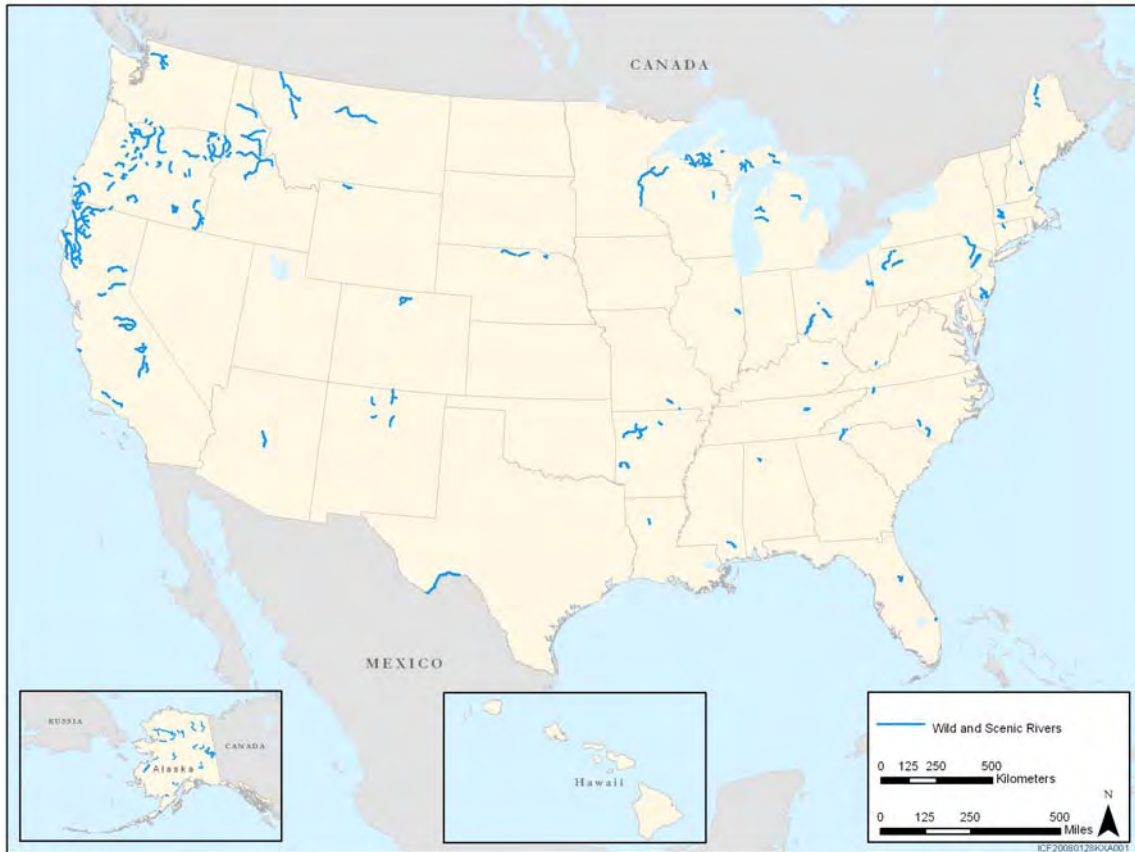 CANADA
MEXICO
RUSSIA
CANADA
Alaska
Hawaii
Wild and Scenic Rivers
0 125 250 500
Kilometers
N
0 125 250 500
Miles
ICF20080128KXA001